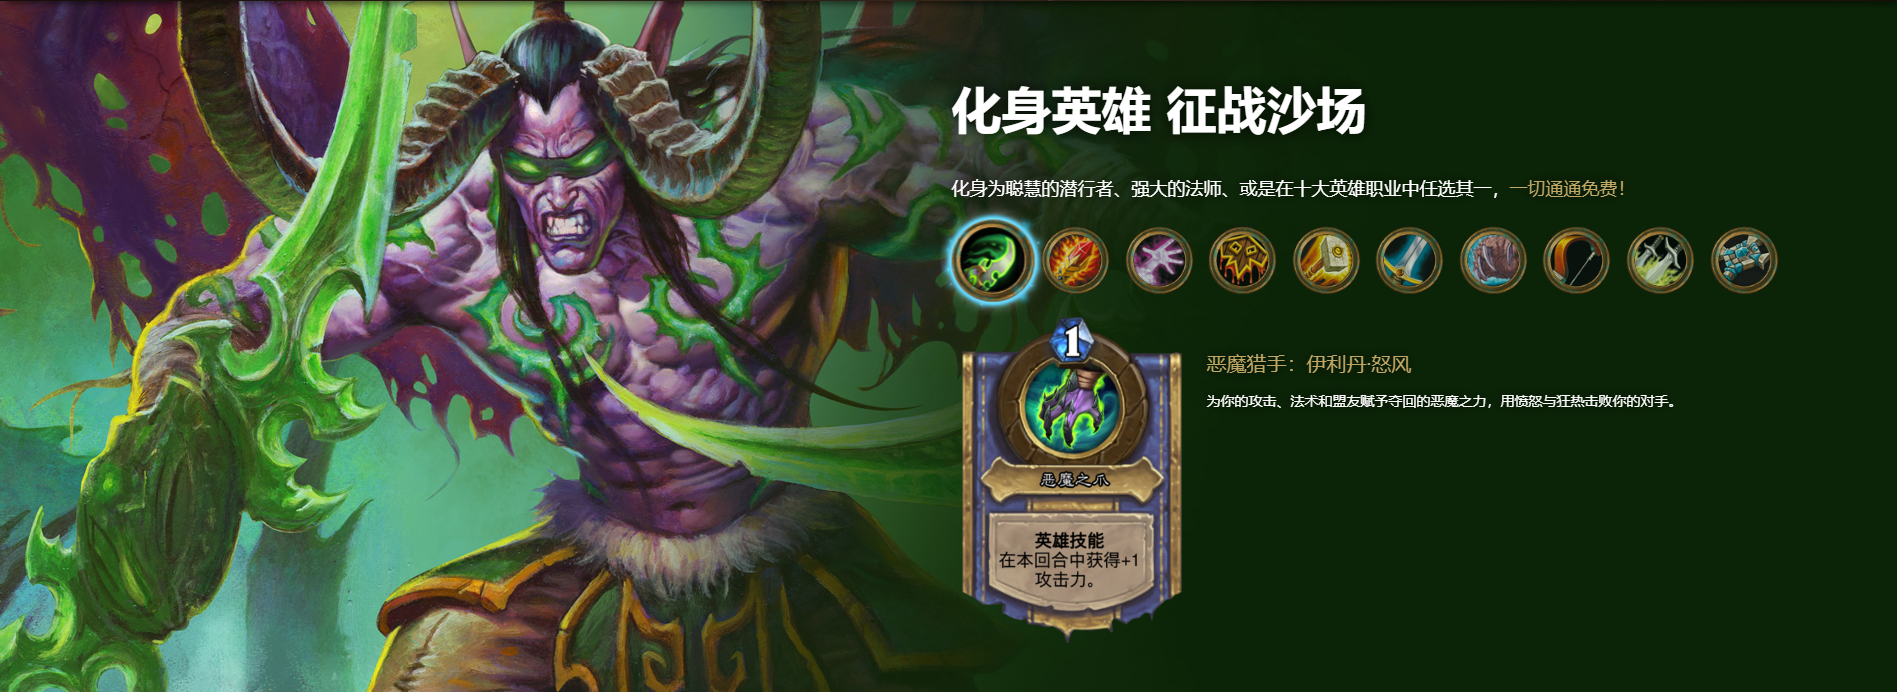 化身英雄 征战沙场
化身为聪慧的潜行者、强大的法师、或是在十大英雄职业中任选其一，一切通通免费！
1
恶魔之爪
英雄技能
在本回合中获得+1
攻击力。
恶魔猎手：伊利丹·怒风
为你的攻击、法术和盟友赋予夺回的恶魔之力，用愤怒与狂热击败你的对手。